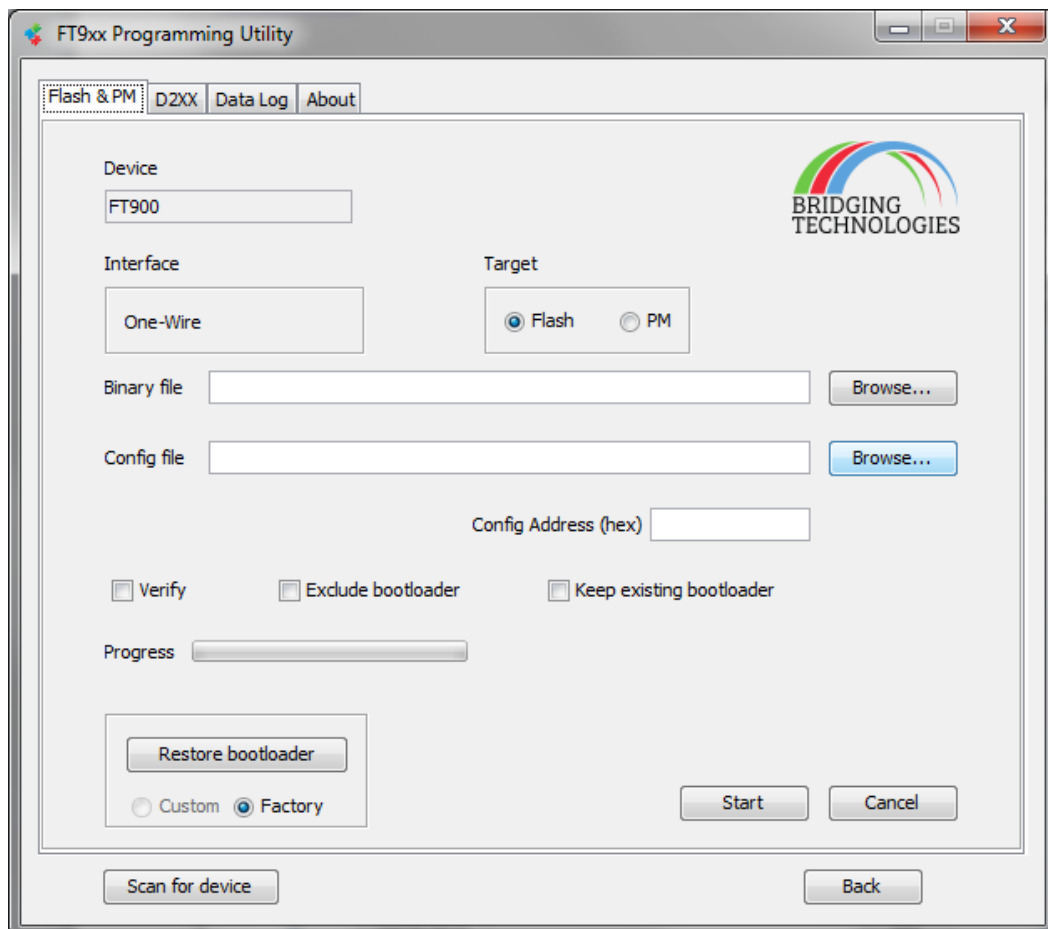 FT9xx Programming Utility
Flash & PM D2XX Data Log About
Device
FT900
BRIDGING
TECHNOLOGIES
Interface Target
One-Wire Flash PM
Binary file Browse...
Config file Browse...
Config Address (hex)
Verify Exclude bootloader Keep existing bootloader
Progress
Restore bootloader
Custom Factory Start Cancel
Scan for device Back